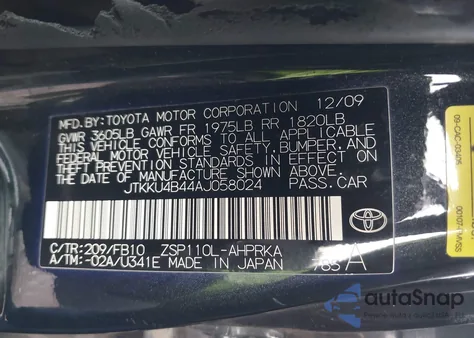 MFD.BY:TOYOTA MOTOR CORPORATION 12/09
GVWR 3605LB GAWR FR 1975LB RR 1820LB
THIS VEHICLE CONFORMS TO ALL APPLICABLE
FEDERAL MOTOR VEHICLE SAFETY, BUMPER, AND
THEFT PREVENTION STANDARDS IN EFFECT ON
THE DATE OF MANUFACTURE SHOWN ABOVE.
JTKKU4B44AJ058024 PASS.CAR
TOYOTA
C/TR:209/FB10 ZSP110L-AHPRKA
A/TM:-02A/U341E MADE IN JAPAN A
autoSnap